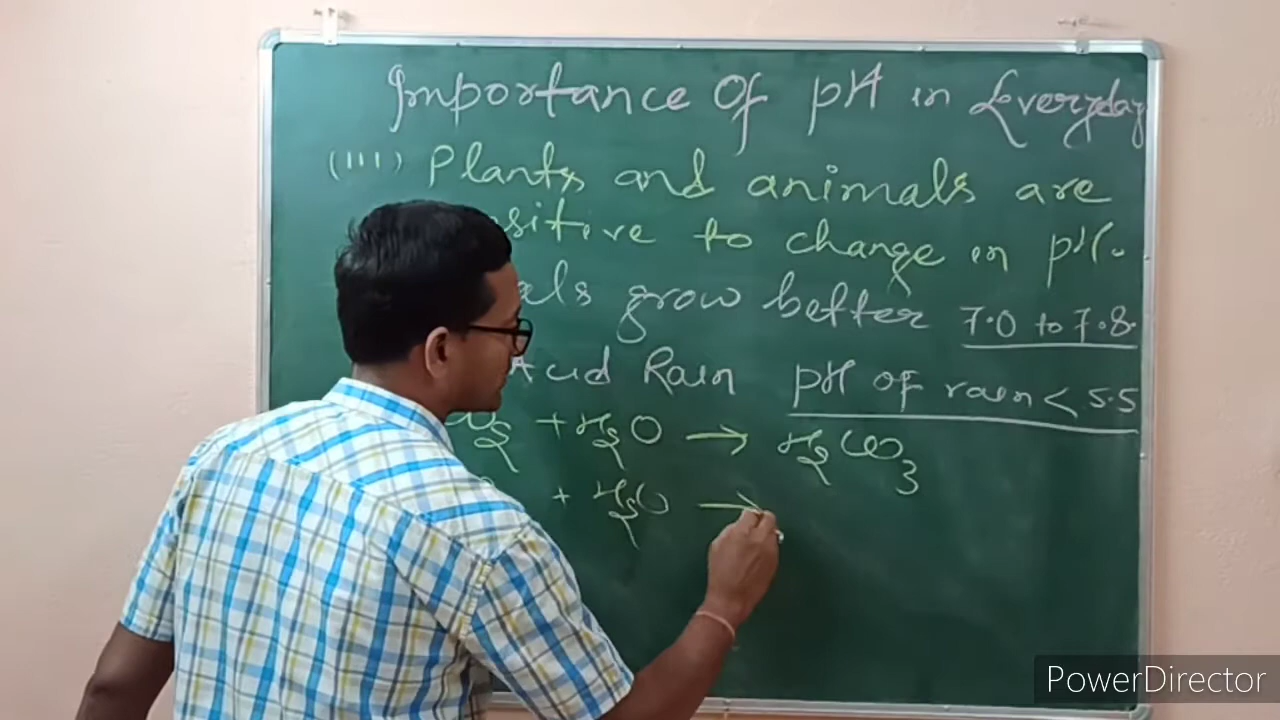 Importance Of pH in Everyday
(III) Plants and animals are
sitive to change in pH.
als grow better 7.0 to 7.8.
Acid Rain pH of rain < 5.5
+ H₂O → H₂CO₃
+ H₂O →
PowerDirector